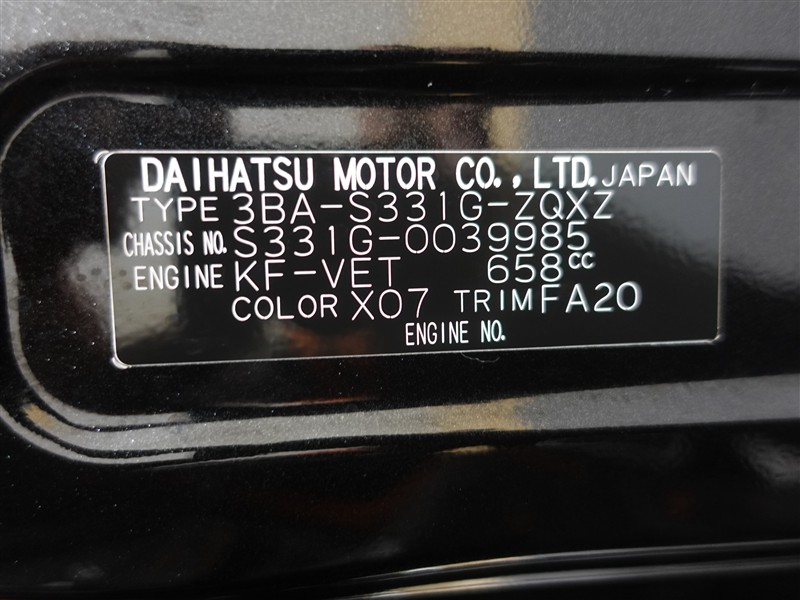 DAIHATSU MOTOR CO., LTD. JAPAN
TYPE 3BA-S331G-ZQXZ
CHASSIS NO. S331G-0039985
ENGINE KF-VET 658cc
COLOR X07 TRIM FA20
ENGINE NO.